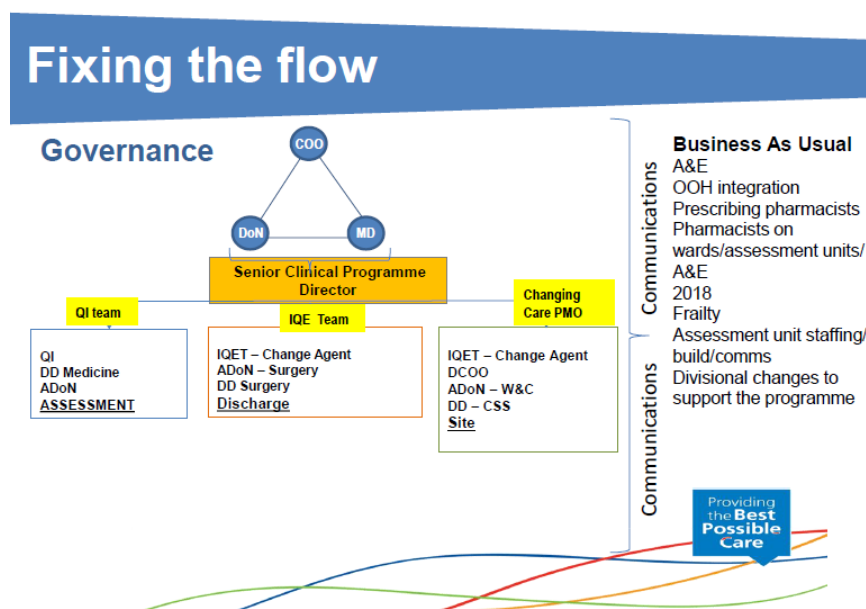 Fixing the flow
Governance
COO
DoN
MD
Senior Clinical Programme
Director
QI team
QI
DD Medicine
ADoN
ASSESSMENT
IQE Team
IQET – Change Agent
ADoN – Surgery
DD Surgery
Discharge
Changing
Care PMO
IQET – Change Agent
DCOO
ADoN – W&C
DD – CSS
Site
Communications
Communications
Business As Usual
A&E
OOH integration
Prescribing pharmacists
Pharmacists on
wards/assessment units/
A&E
2018
Frailty
Assessment unit staffing/
build/comms
Divisional changes to
support the programme
Providing
the Best
Possible
Care